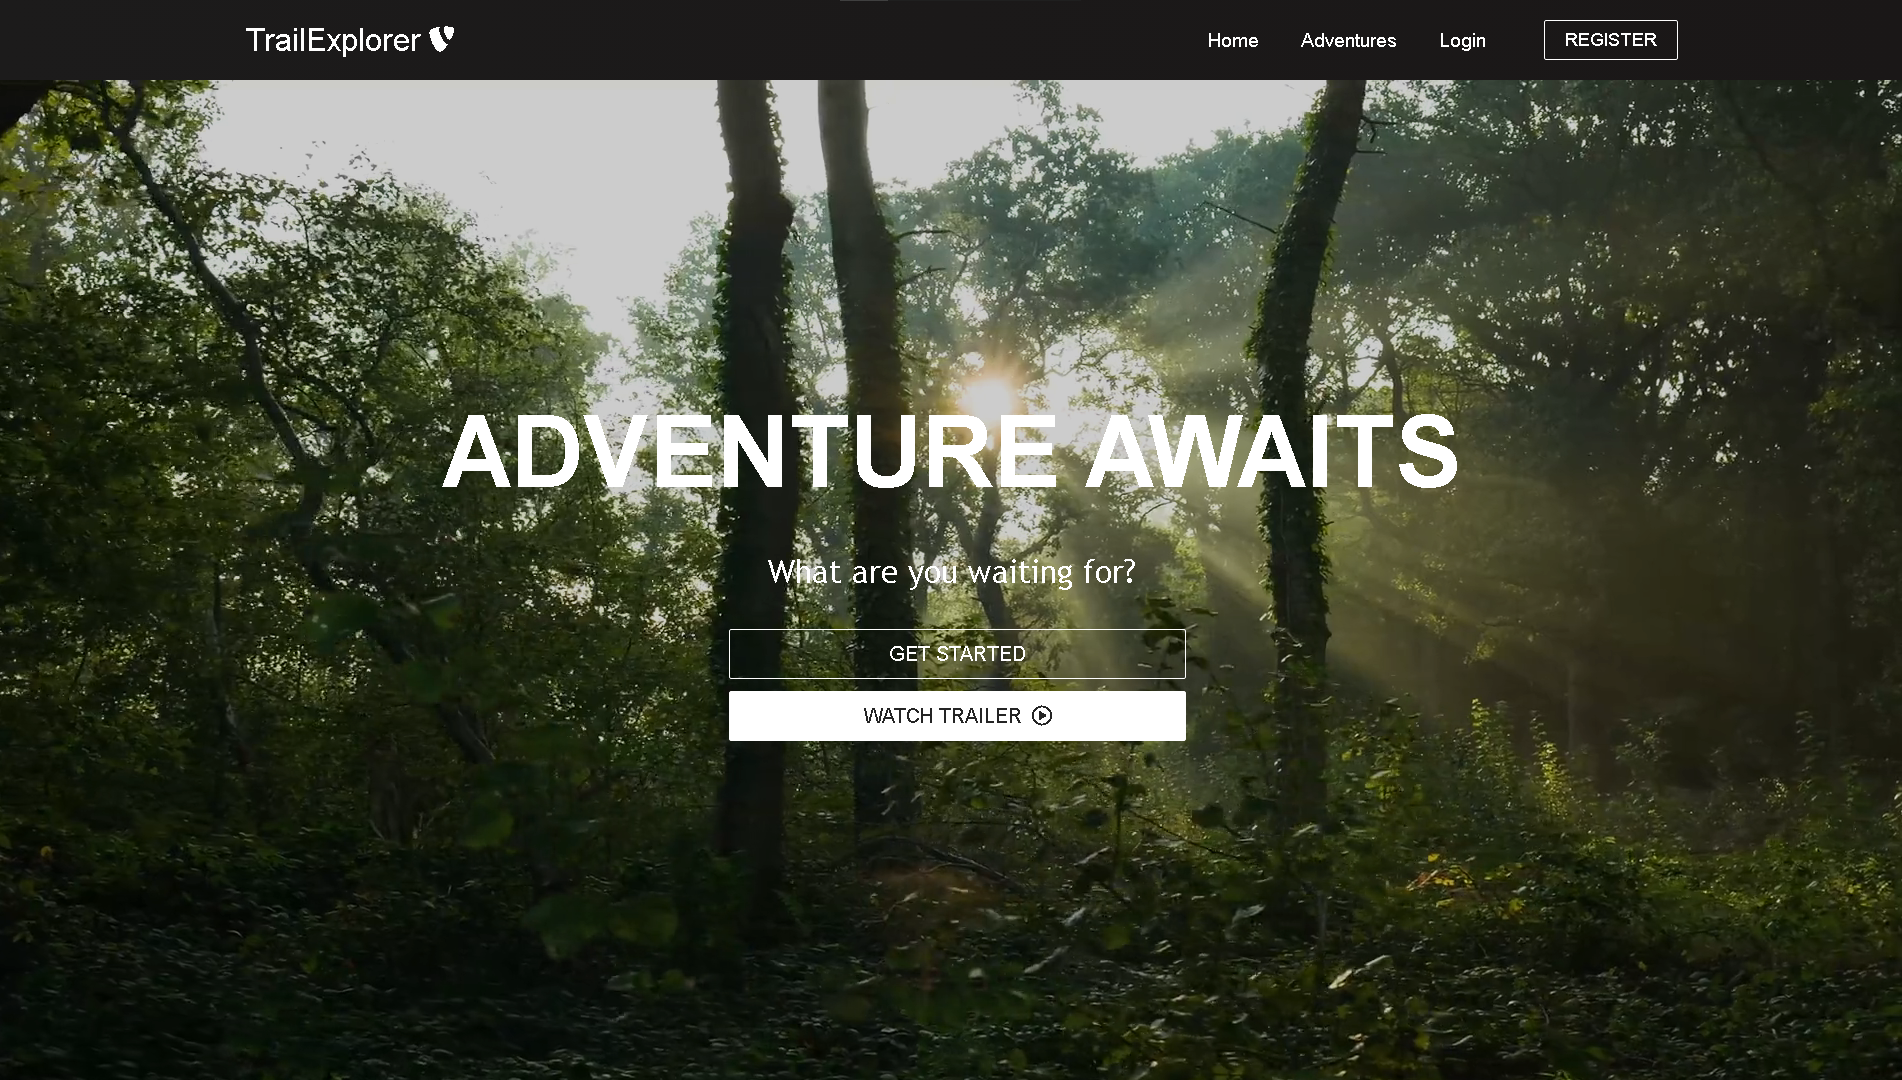 TrailExplorer
Home Adventures Login REGISTER
ADVENTURE AWAITS
What are you waiting for?
GET STARTED
WATCH TRAILER